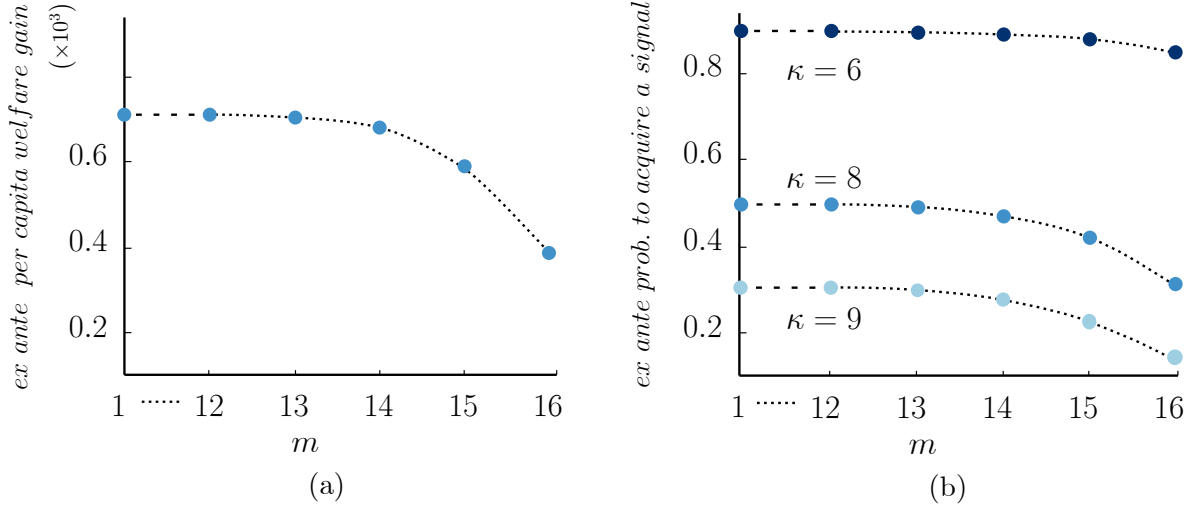 ex ante per capita welfare gain
(×10³)
0.6
0.4
0.2
1 ...... 12 13 14 15 16
m
(a)
ex ante prob. to acquire a signal
0.8
0.6
0.4
0.2
κ = 6
κ = 8
κ = 9
1 ...... 12 13 14 15 16
m
(b)